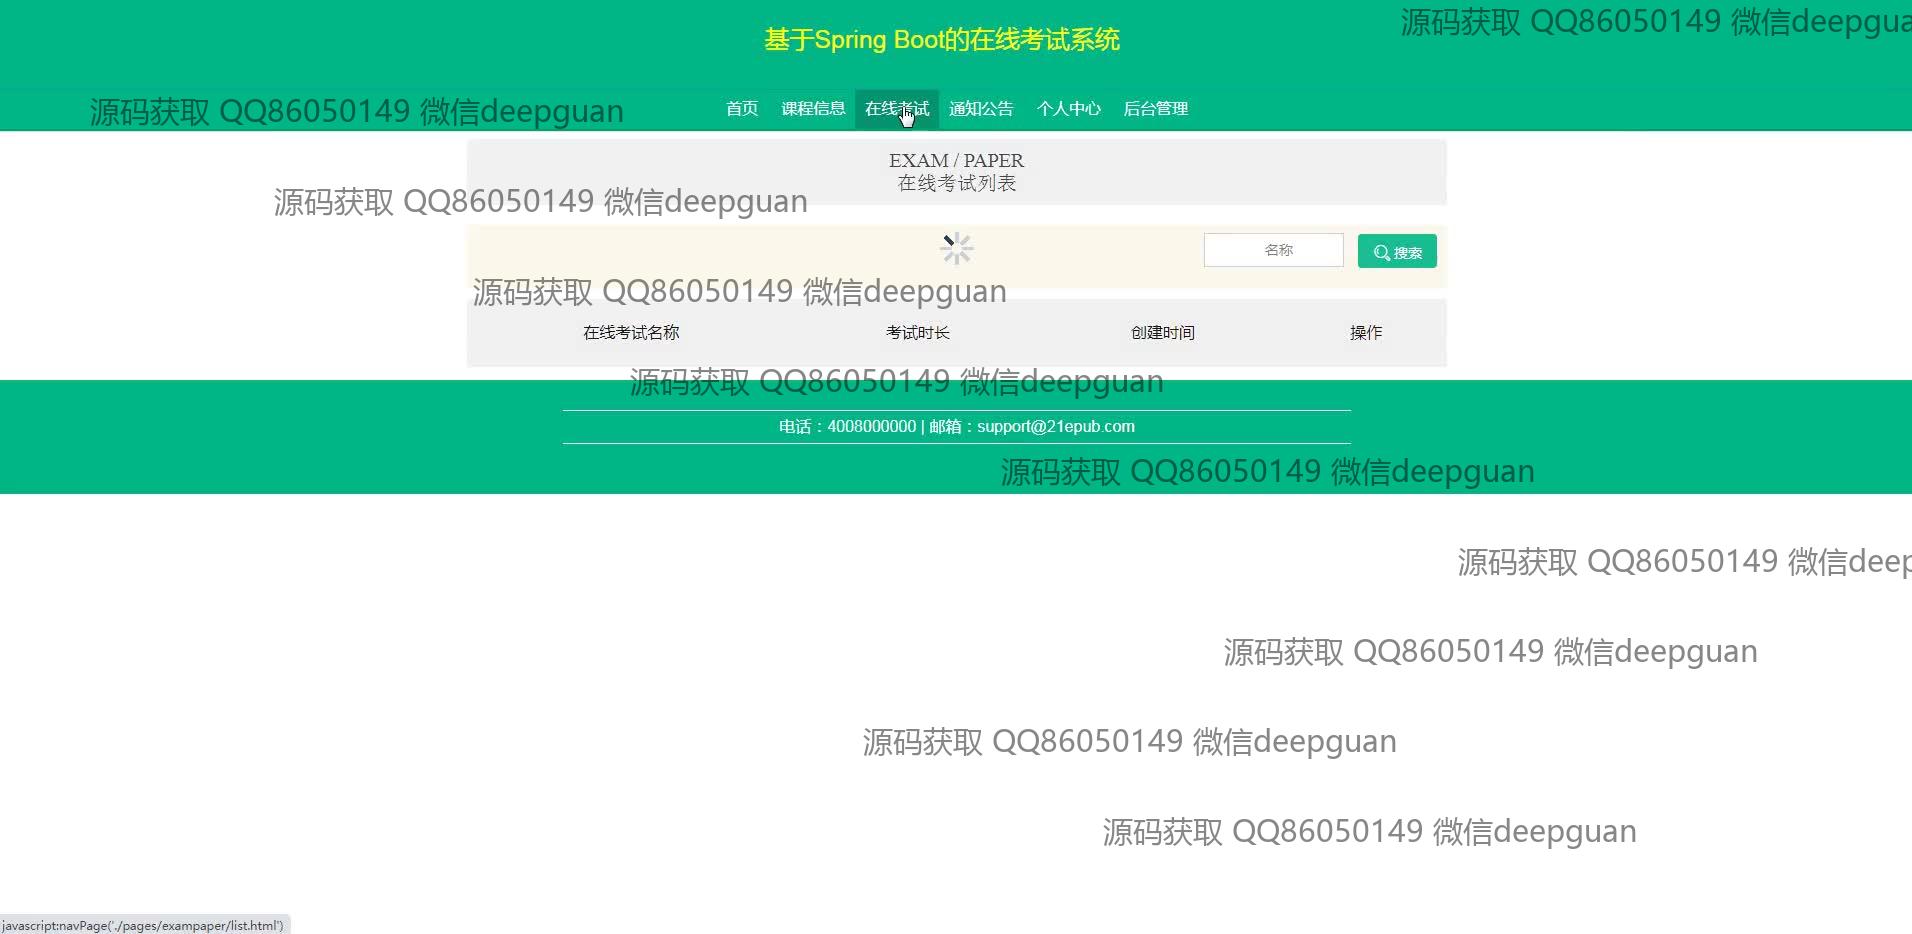 基于Spring Boot的在线考试系统
源码获取 QQ86050149 微信deepgua
源码获取 QQ86050149 微信deepguan
首页 课程信息 在线考试 通知公告 个人中心 后台管理
EXAM / PAPER
在线考试列表
源码获取 QQ86050149 微信deepguan
名称 搜索
源码获取 QQ86050149 微信deepguan
在线考试名称 考试时长 创建时间 操作
源码获取 QQ86050149 微信deepguan
电话：4008000000 | 邮箱：support@21epub.com
源码获取 QQ86050149 微信deepguan
源码获取 QQ86050149 微信deep
源码获取 QQ86050149 微信deepguan
源码获取 QQ86050149 微信deepguan
源码获取 QQ86050149 微信deepguan
javascript:navPage('./pages/exampaper/list.html')